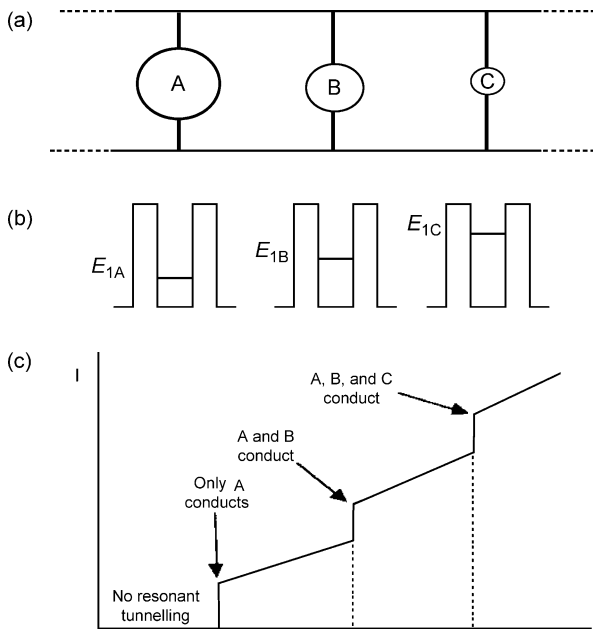 (a)
A
B
C
(b)
E1A
E1B
E1C
(c)
I
A, B, and C
conduct
A and B
conduct
Only A
conducts
No resonant
tunnelling